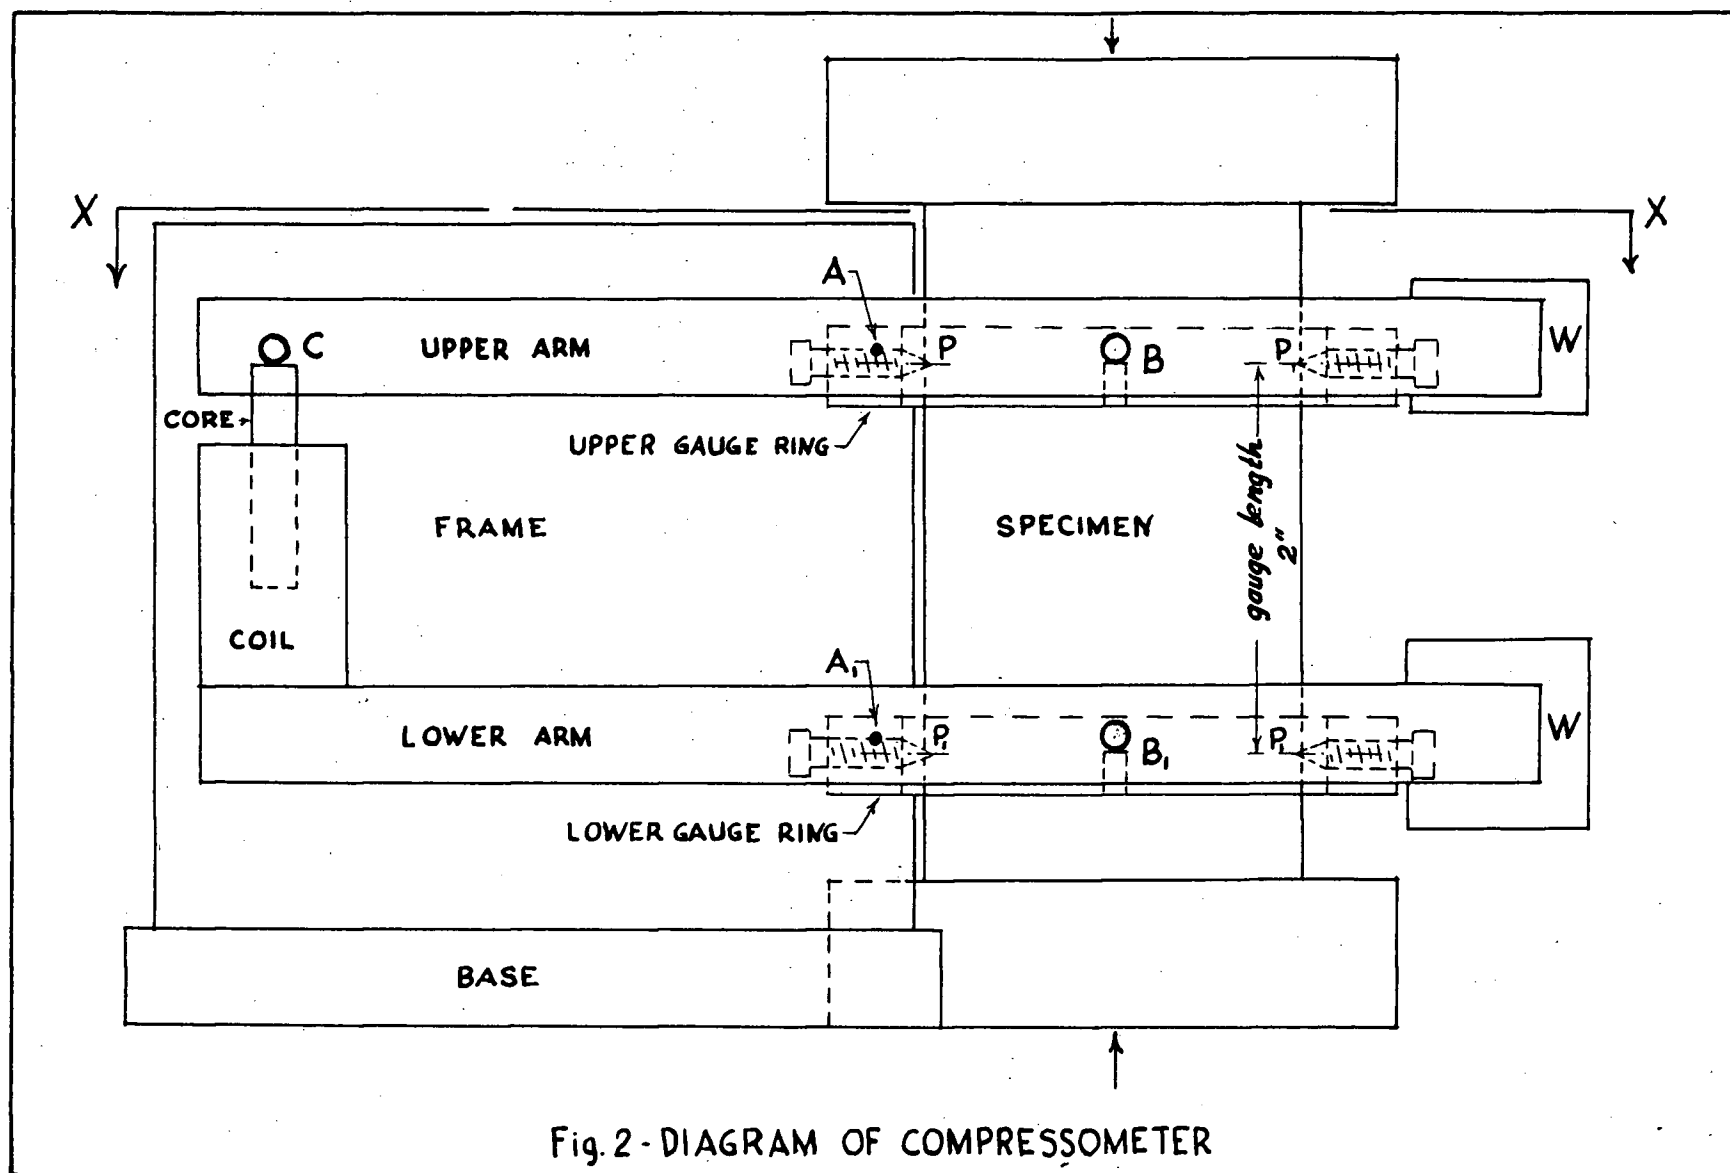 X
X
A
C
UPPER ARM
P
B
P
W
CORE
UPPER GAUGE RING
gauge length
2"
FRAME
SPECIMEN
COIL
A₁
LOWER ARM
P₁
B₁
P₁
W
LOWER GAUGE RING
BASE
Fig. 2 - DIAGRAM OF COMPRESSOMETER